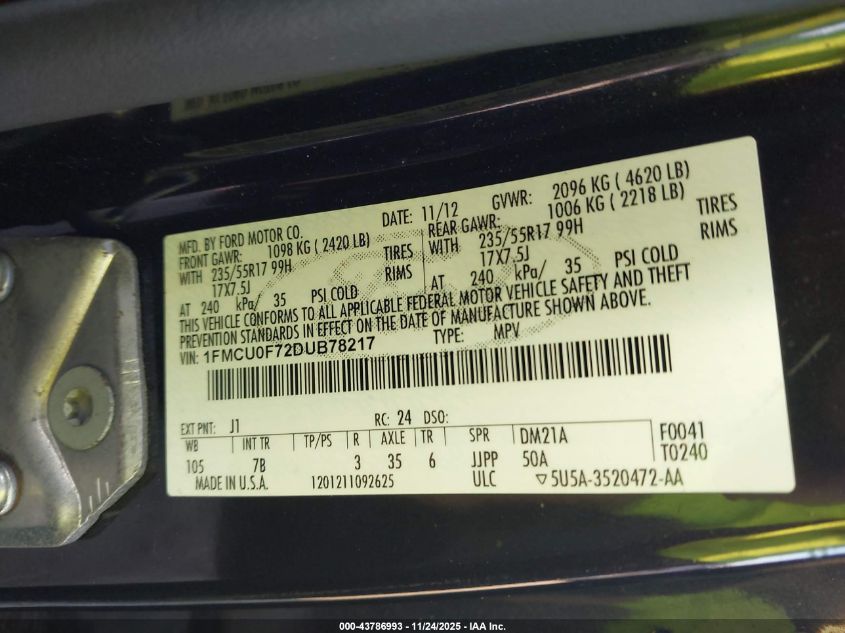 MFD. BY FORD MOTOR CO.
DATE: 11/12 GVWR: 2096 KG ( 4620 LB)
FRONT GAWR: 1098 KG ( 2420 LB) REAR GAWR: 1006 KG ( 2218 LB)
WITH 235/55R17 99H TIRES WITH 235/55R17 99H TIRES
17X7.5J RIMS 17X7.5J RIMS
AT 240 kPa/ 35 PSI COLD AT 240 kPa/ 35 PSI COLD
THIS VEHICLE CONFORMS TO ALL APPLICABLE FEDERAL MOTOR VEHICLE SAFETY AND THEFT
PREVENTION STANDARDS IN EFFECT ON THE DATE OF MANUFACTURE SHOWN ABOVE.
VIN: 1FMCU0F72DUB78217 TYPE: MPV
EXT PNT: J1 RC: 24 DSO:
WB INT TR TP/PS R AXLE TR SPR DM21A F0041
105 7B 3 35 6 JJPP 50A T0240
MADE IN U.S.A. 1201211092625 ULC ▽5U5A-3520472-AA
000-43786993 - 11/24/2025 - IAA Inc.